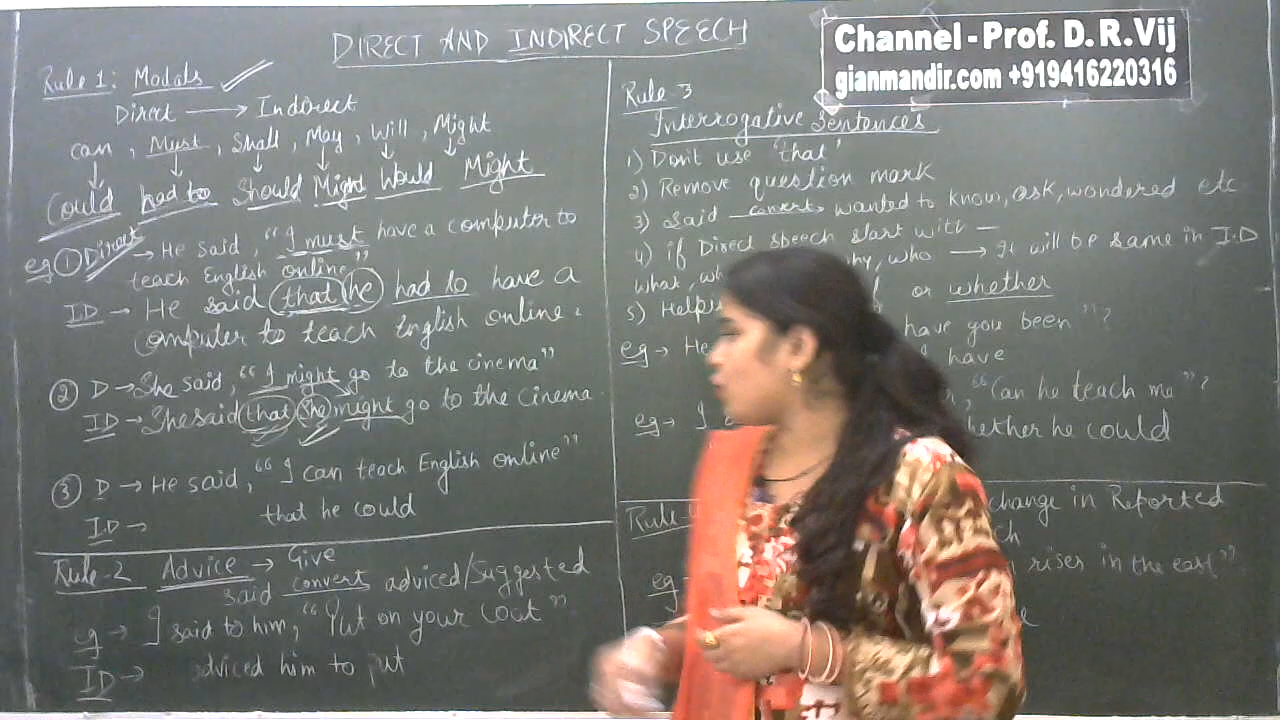 DIRECT AND INDIRECT SPEECH
Channel - Prof. D. R. Vij
gianmandir.com +919416220316
Rule 1: Modals
Direct → Indirect
can, Must, Shall, May, Will, Might
Could had to Should Might Would Might
eg ① Direct → He said, "I must have a computer to
teach English online"
ID → He said that he had to have a
computer to teach English online.
② D → She said, "I might go to the cinema"
ID → She said that she might go to the cinema.
③ D → He said, "I can teach English online"
ID → that he could
Rule-2 Advice → Give
said convert adviced/Suggested
eg → I said to him, "Put on your coat"
ID → adviced him to put
Rule-3
Interrogative Sentences
1) Don't use 'that'
2) Remove question mark
3) Said convert wanted to know, ask, wondered etc
4) if Direct speech start with —
what, who → It will be same in I.D
5) or whether
eg → He have you been"?
have
eg → I "Can he teach me"?
whether he could
Rule change in Reported
eg rises in the east"